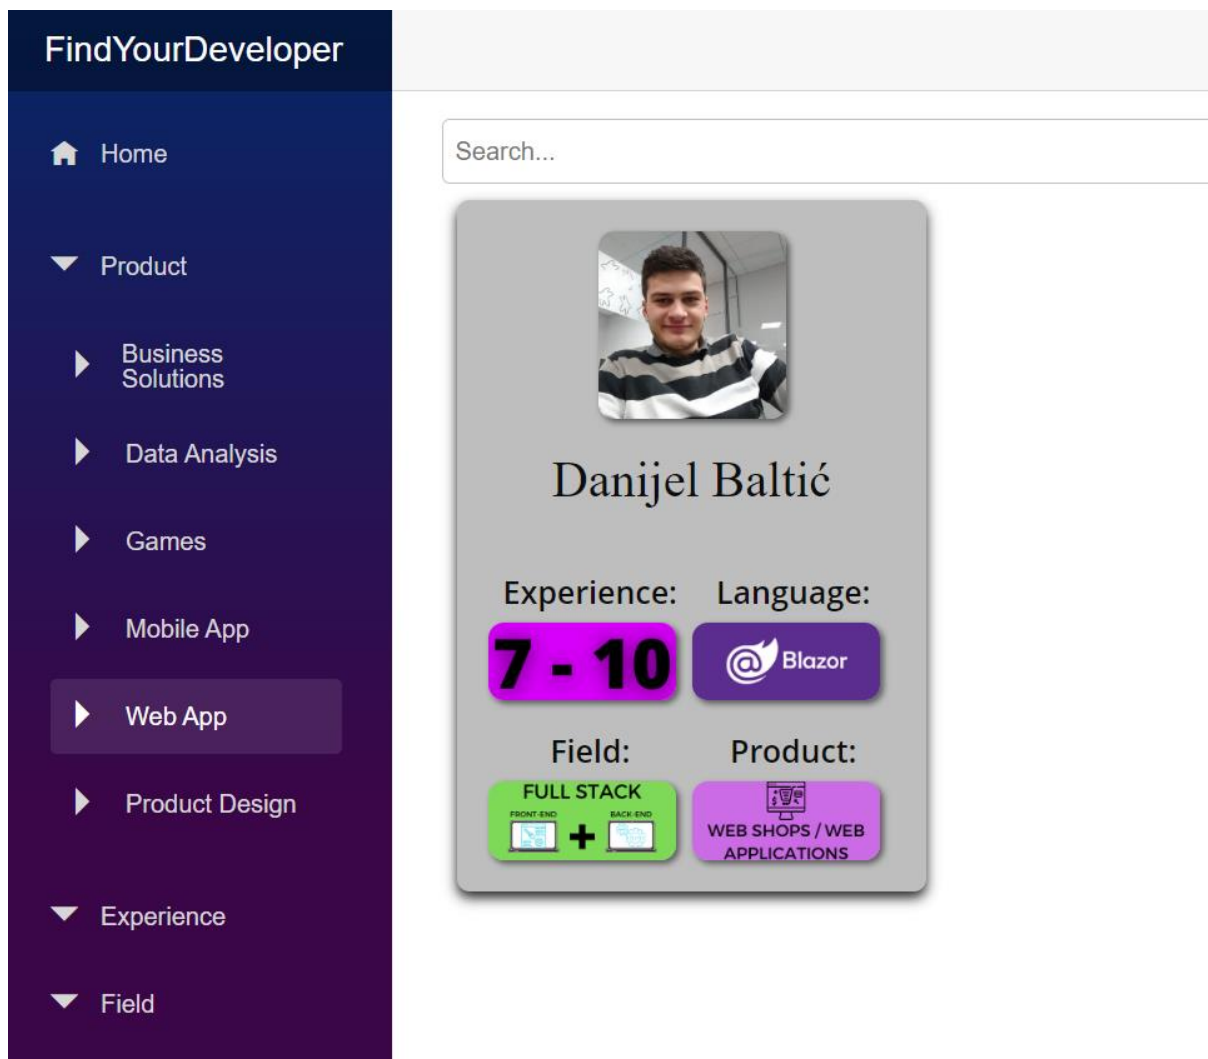 FindYourDeveloper
Home
Product
Business
Solutions
Data Analysis
Games
Mobile App
Web App
Product Design
Experience
Field
Search...
Danijel Baltić
Experience: Language:
7 - 10
@ Blazor
Field: Product:
FULL STACK
FRONT-END + BACK-END
WEB SHOPS / WEB
APPLICATIONS